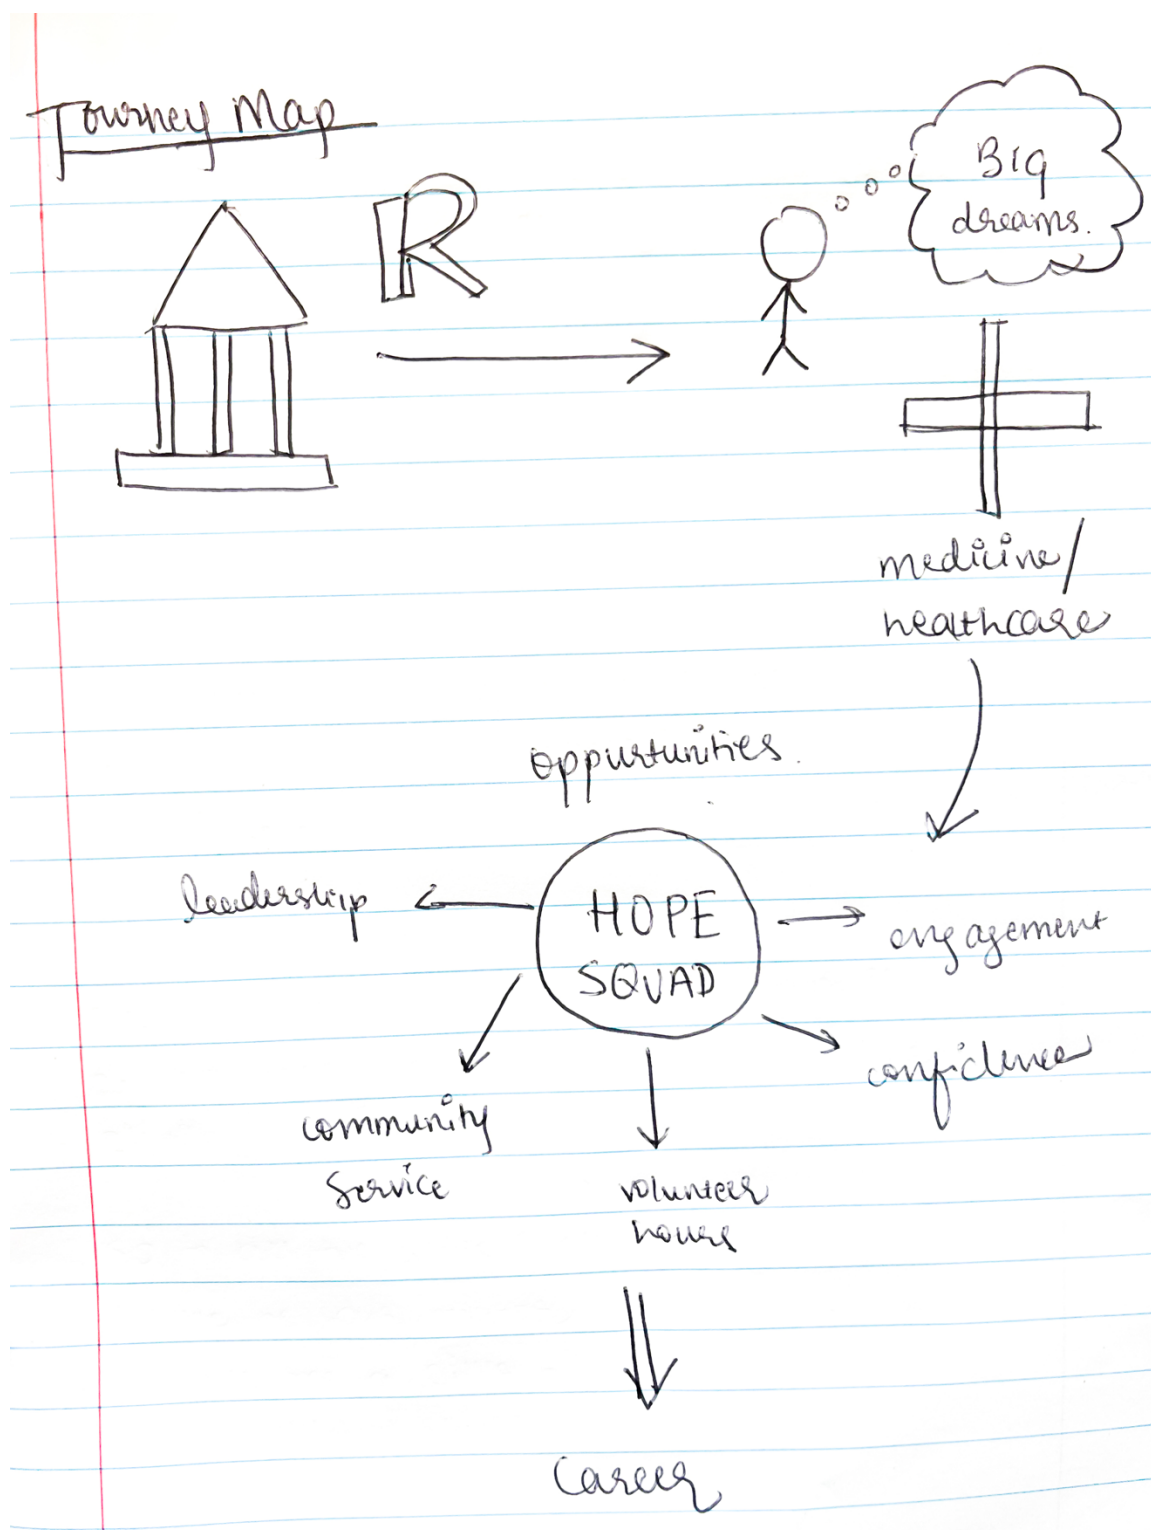 Journey Map
R
Big
dreams.
medicine/
healthcare
oppurtunities.
HOPE
SQUAD
leadership
engagement
confidence
community
service
volunteer
hours
Career